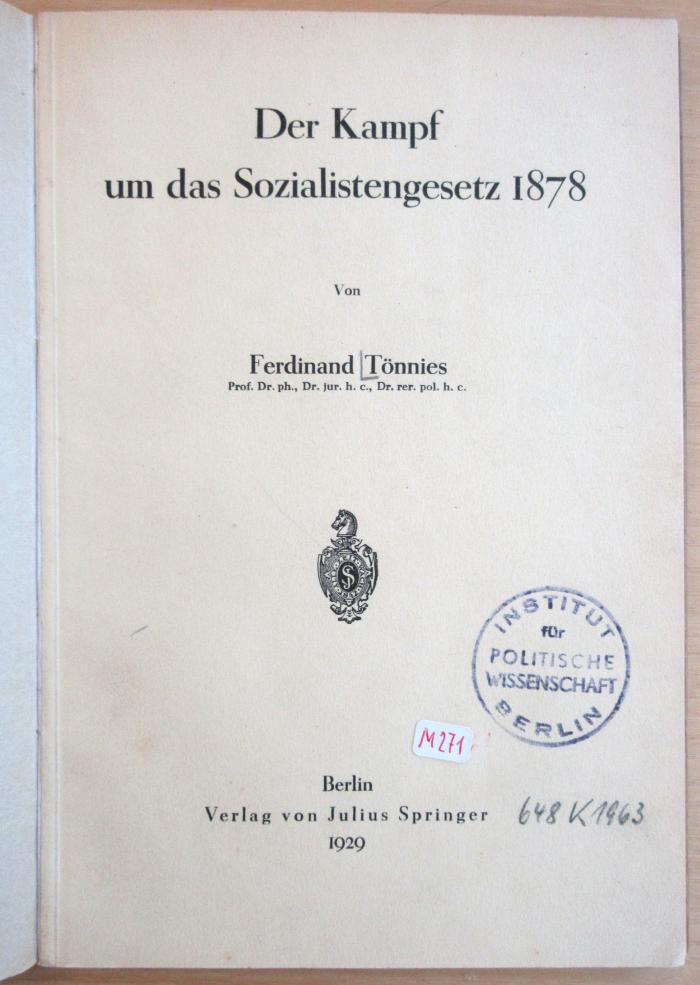 Der Kampf
um das Sozialistengesetz 1878
Von
Ferdinand Tönnies
Prof. Dr. ph., Dr. jur. h. c., Dr. rer. pol. h. c.
INSTITUT
für
POLITISCHE
WISSENSCHAFT
BERLIN
M271
Berlin
Verlag von Julius Springer
1929
648 K 1963